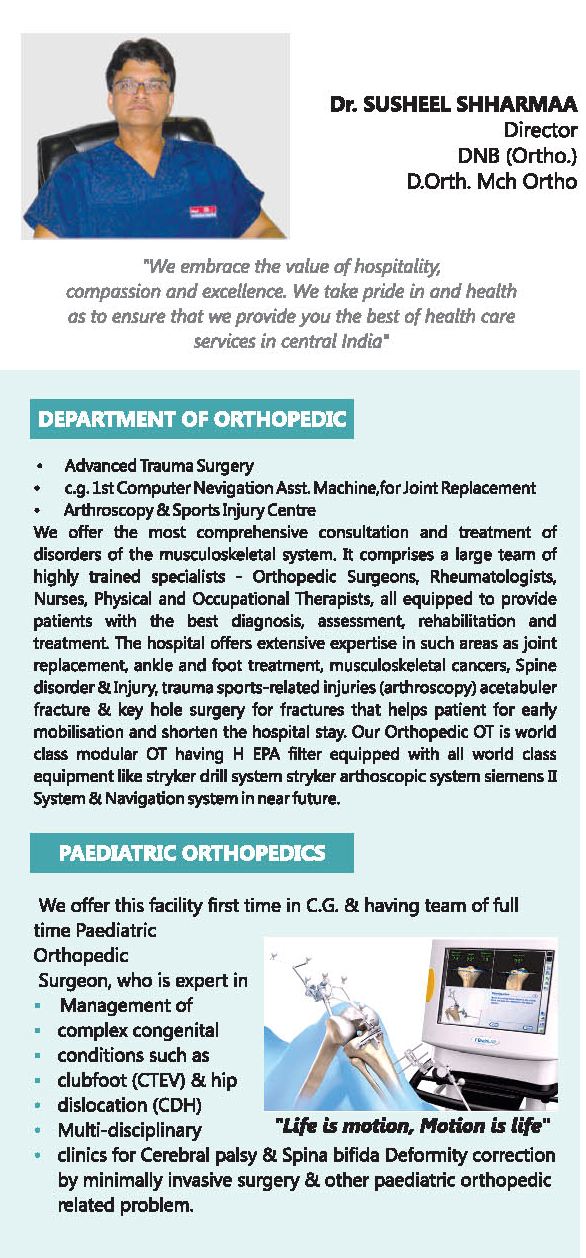 Dr. SUSHEEL SHHARMAA
Director
DNB (Ortho.)
D.Orth. Mch Ortho
"We embrace the value of hospitality,
compassion and excellence. We take pride in and health
as to ensure that we provide you the best of health care
services in central India"
DEPARTMENT OF ORTHOPEDIC
• Advanced Trauma Surgery
• c.g. 1st Computer Nevigation Asst. Machine,for Joint Replacement
• Arthroscopy & Sports Injury Centre
We offer the most comprehensive consultation and treatment of
disorders of the musculoskeletal system. It comprises a large team of
highly trained specialists - Orthopedic Surgeons, Rheumatologists,
Nurses, Physical and Occupational Therapists, all equipped to provide
patients with the best diagnosis, assessment, rehabilitation and
treatment. The hospital offers extensive expertise in such areas as joint
replacement, ankle and foot treatment, musculoskeletal cancers, Spine
disorder & Injury, trauma sports-related injuries (arthroscopy) acetabuler
fracture & key hole surgery for fractures that helps patient for early
mobilisation and shorten the hospital stay. Our Orthopedic OT is world
class modular OT having H EPA filter equipped with all world class
equipment like stryker drill system stryker arthoscopic system siemens II
System & Navigation system in near future.
PAEDIATRIC ORTHOPEDICS
We offer this facility first time in C.G. & having team of full
time Paediatric
Orthopedic
Surgeon, who is expert in
▪ Management of
▪ complex congenital
▪ conditions such as
▪ clubfoot (CTEV) & hip
• dislocation (CDH)
• Multi-disciplinary
• clinics for Cerebral palsy & Spina bifida Deformity correction
by minimally invasive surgery & other paediatric orthopedic
related problem.
"Life is motion, Motion is life"